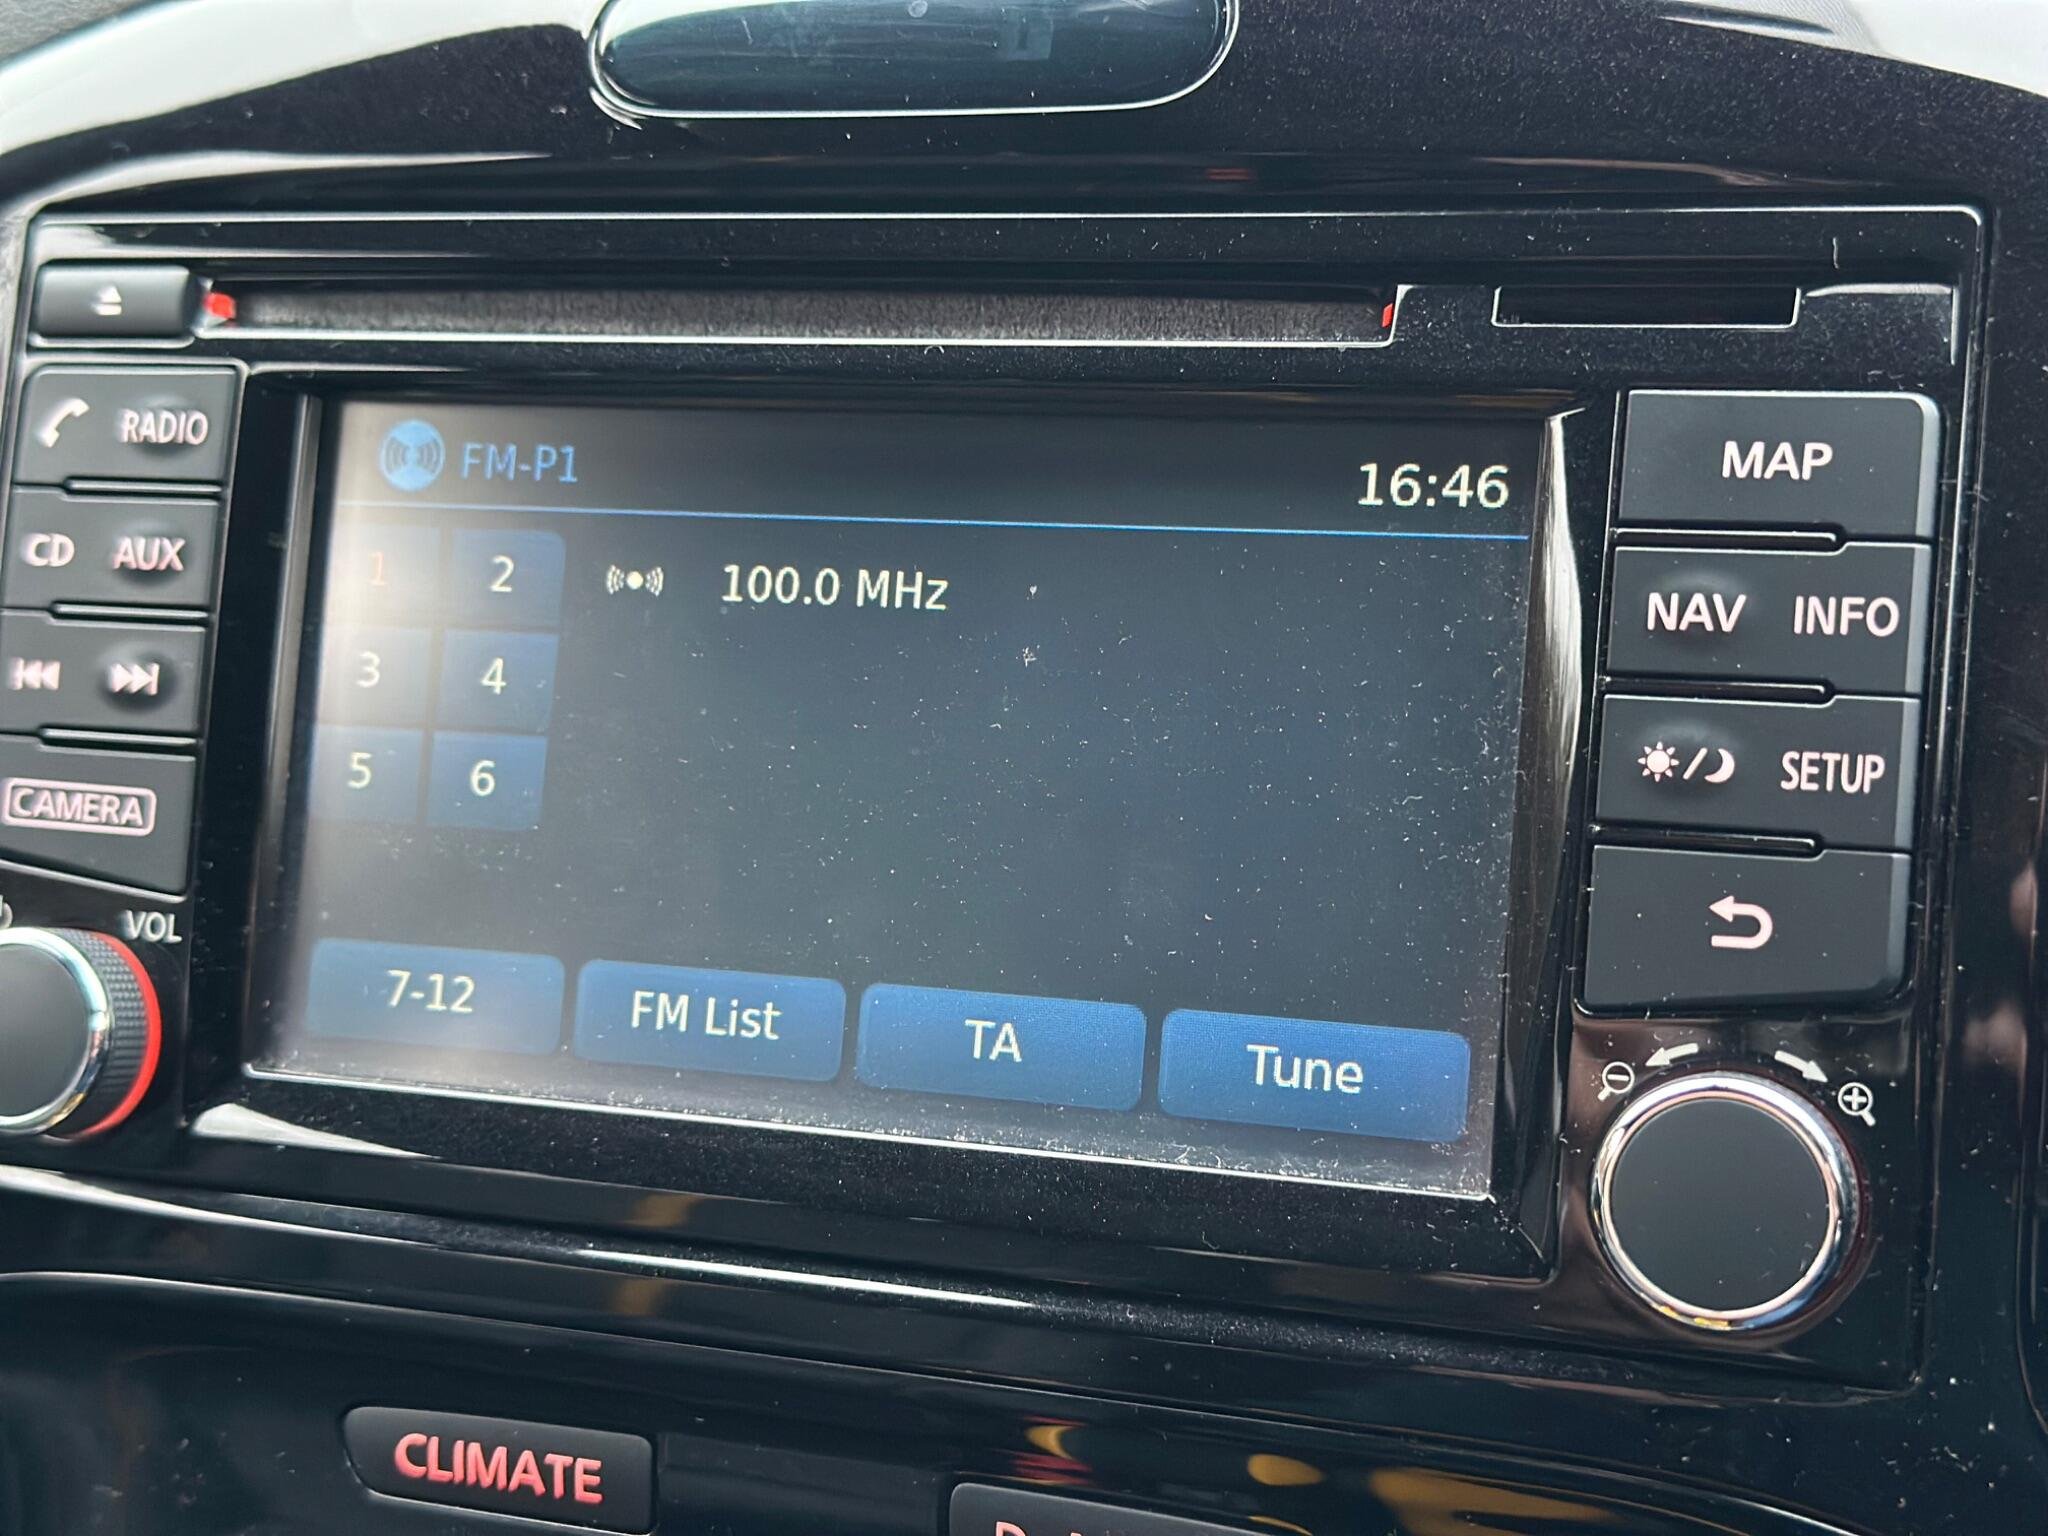 RADIO
CD AUX
CAMERA
VOL
FM-P1
16:46
1 2
100.0 MHz
3 4
5 6
7-12
FM List
TA
Tune
MAP
NAV INFO
SETUP
CLIMATE